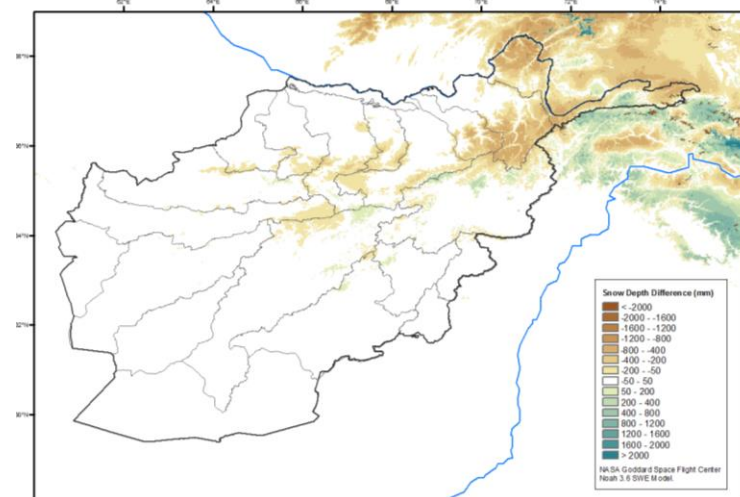 Snow Depth Difference (mm)
< -2000
-2000 - -1600
-1600 - -1200
-1200 - -800
-800 - -400
-400 - -200
-200 - -50
-50 - 50
50 - 200
200 - 400
400 - 800
800 - 1200
1200 - 1600
1600 - 2000
> 2000
NASA Goddard Space Flight Center
Noah 3.6 SWE Model.